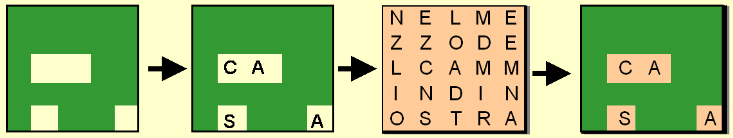 C A
S A
N E L M E
Z Z O D E
L C A M M
I N D I N
O S T R A
C A
S A